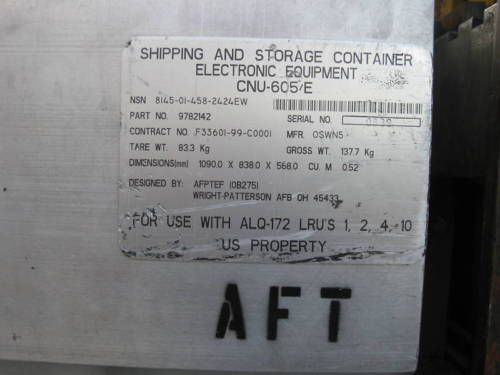 SHIPPING AND STORAGE CONTAINER
ELECTRONIC EQUIPMENT
CNU-605/E
NSN 8145-01-458-2424EW
PART NO. 9782142 SERIAL NO.
CONTRACT NO. F33601-99-C0001 MFR. OSWN5
TARE WT. 83.3 Kg GROSS WT. 137.7 Kg
DIMENSIONS(mm) 1090.0 X 838.0 X 568.0 CU. M 0.52
DESIGNED BY: AFPTEF (OB275)
WRIGHT-PATTERSON AFB OH 45433
FOR USE WITH ALQ-172 LRU'S 1, 2, 4, 10
US PROPERTY
AFT